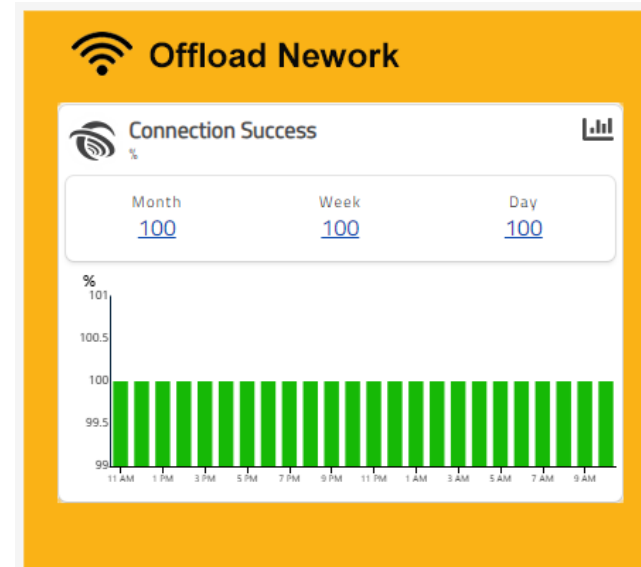 Offload Nework
Connection Success
%
Month Week Day
100 100 100
%
101
100.5
100
99.5
99
11 AM 1 PM 3 PM 5 PM 7 PM 9 PM 11 PM 1 AM 3 AM 5 AM 7 AM 9 AM